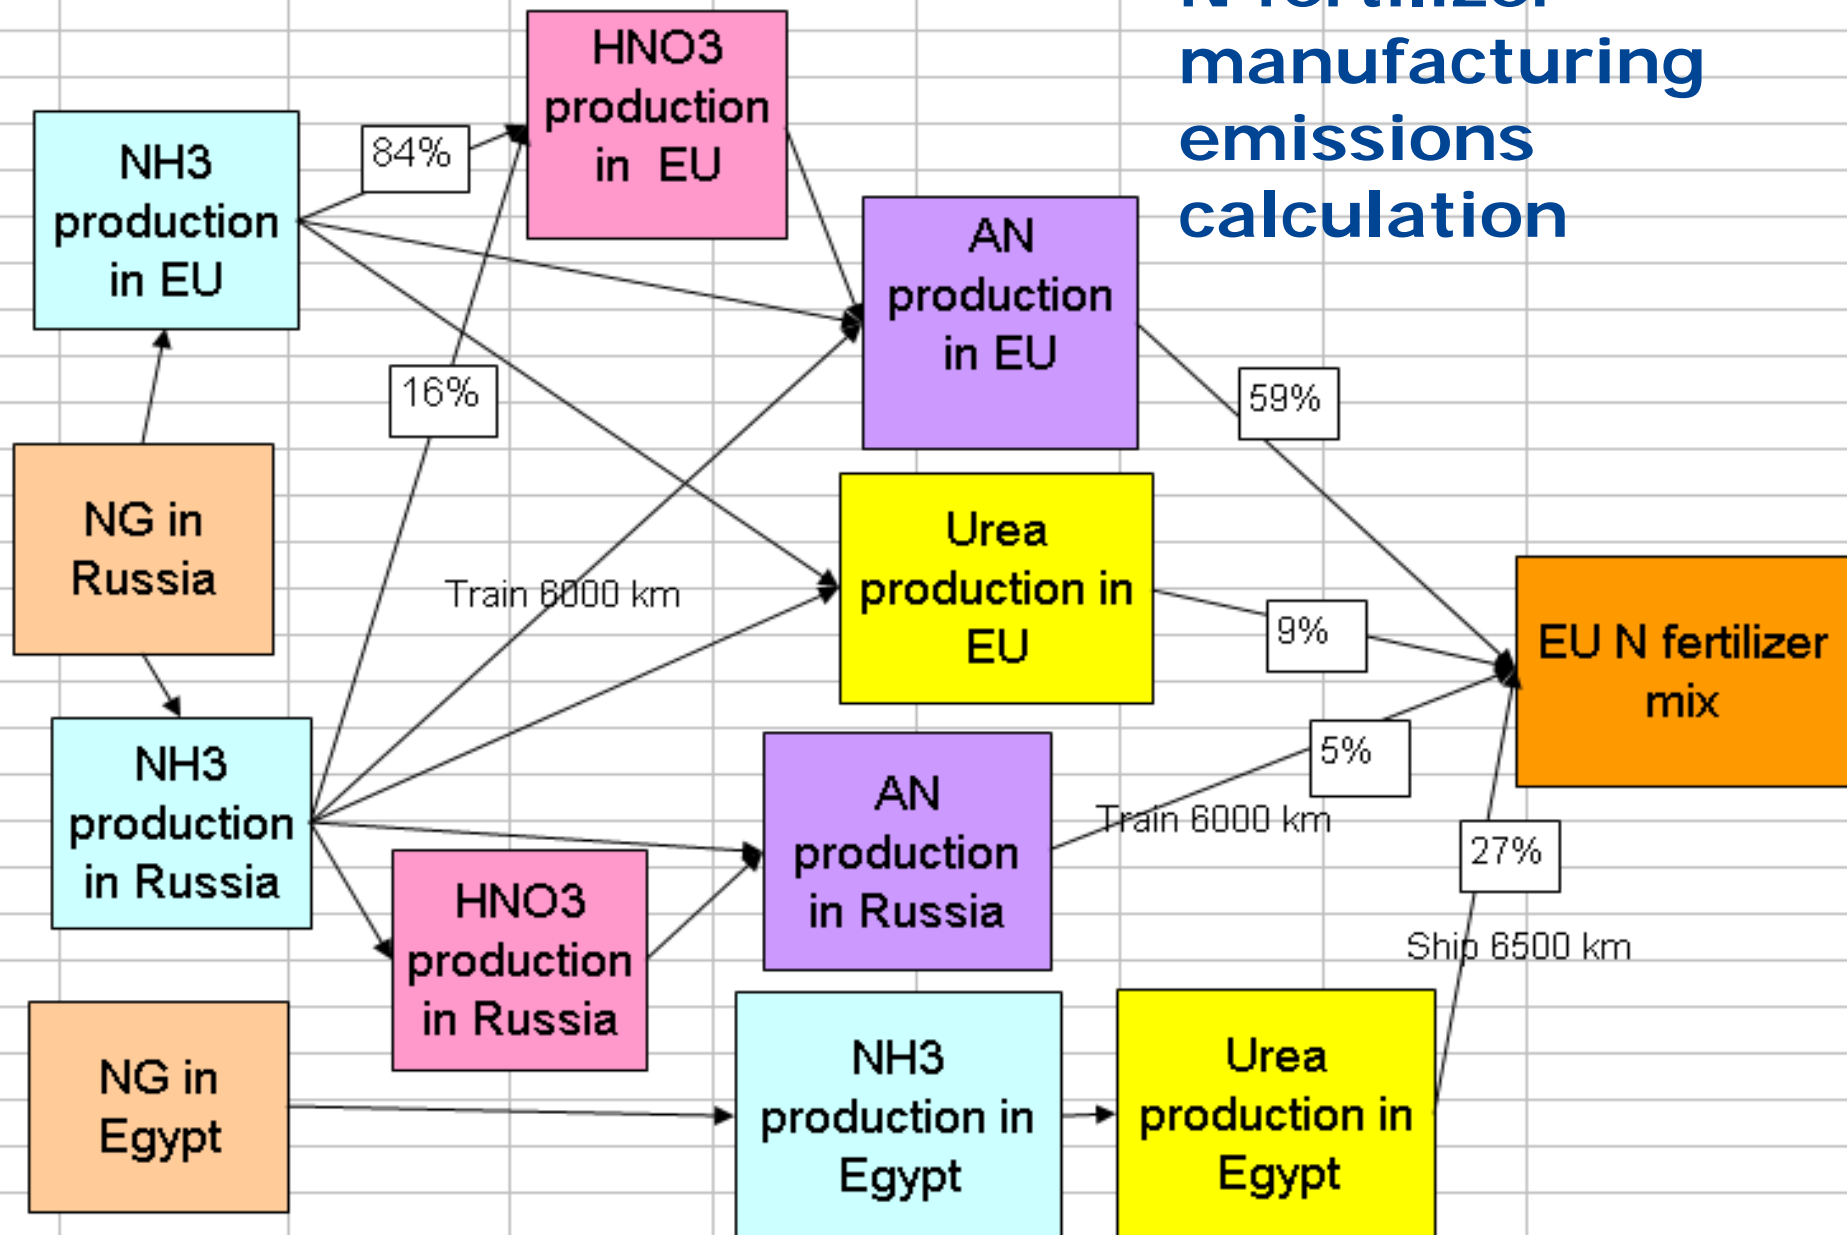 N fertilizer
manufacturing
emissions
calculation
HNO3
production
in EU
NH3
production
in EU
84%
AN
production
in EU
16%
59%
NG in
Russia
Urea
production in
EU
Train 6000 km
9%
EU N fertilizer
mix
NH3
production
in Russia
5%
AN
production
in Russia
Train 6000 km
27%
HNO3
production
in Russia
Ship 6500 km
NG in
Egypt
NH3
production in
Egypt
Urea
production in
Egypt